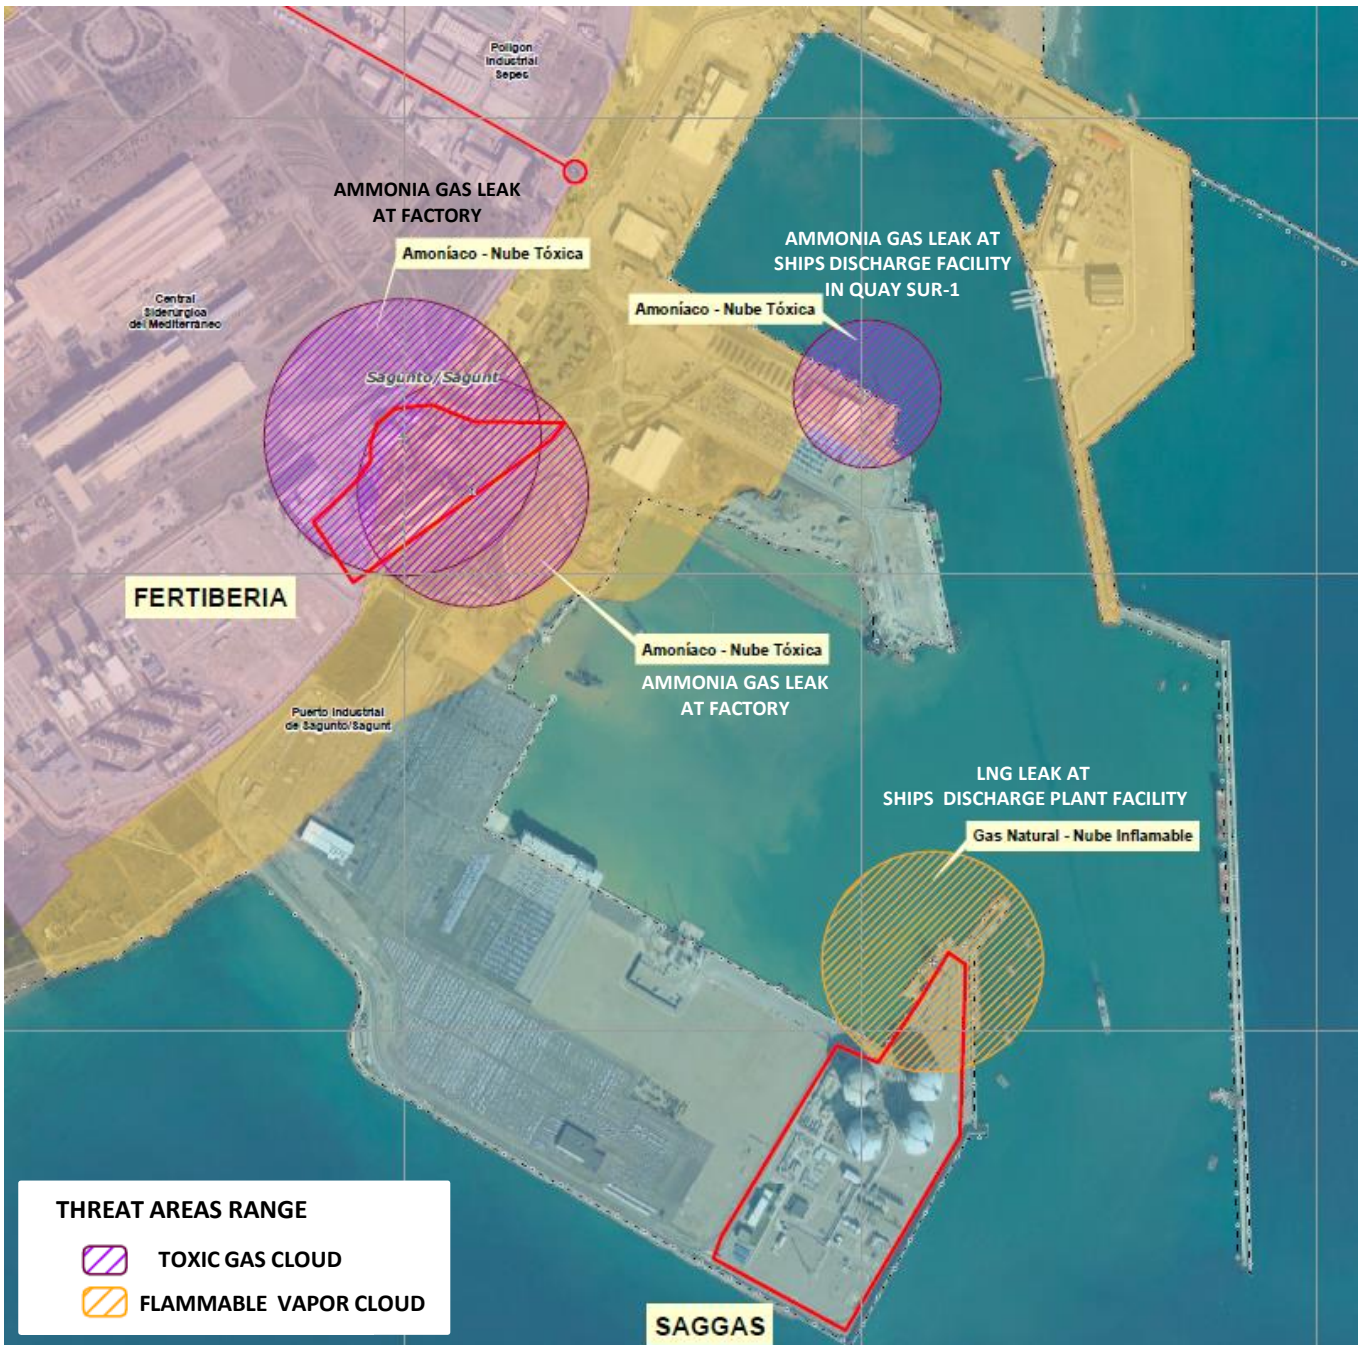 Poligon
Industrial
Sepes
AMMONIA GAS LEAK
AT FACTORY
Amoníaco - Nube Tóxica
AMMONIA GAS LEAK AT
SHIPS DISCHARGE FACILITY
IN QUAY SUR-1
Amoníaco - Nube Tóxica
Central
Siderúrgica
del Mediterráneo
Sagunto/Sagunt
FERTIBERIA
Amoníaco - Nube Tóxica
AMMONIA GAS LEAK
AT FACTORY
Puerto Industrial
de Sagunto/Sagunt
LNG LEAK AT
SHIPS DISCHARGE PLANT FACILITY
Gas Natural - Nube Inflamable
THREAT AREAS RANGE
TOXIC GAS CLOUD
FLAMMABLE VAPOR CLOUD
SAGGAS